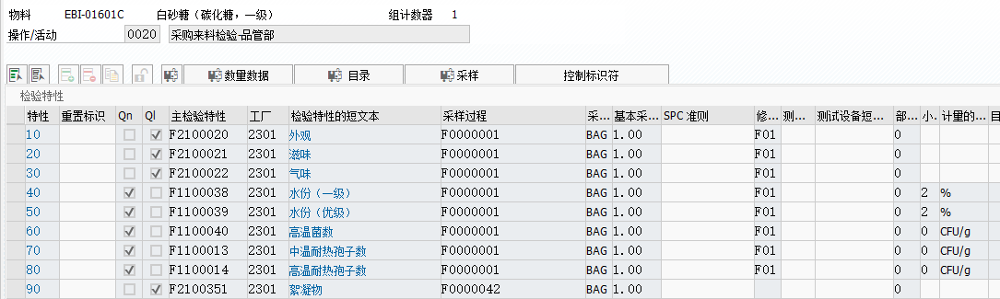 物料 EBI-01601C 白砂糖（碳化糖，一级） 组计数器 1
操作/活动 0020 采购来料检验-品管部
数量数据 目录 采样 控制标识符
检验特性
特性 重置标识 Qn Ql 主检验特性 工厂 检验特性的短文本 采样过程 采... 基本采... SPC 准则 修... 测... 测试设备短... 部... 小. 计量的... 目
10 F2100020 2301 外观 F0000001 BAG 1.00 F01 0
20 F2100021 2301 滋味 F0000001 BAG 1.00 F01 0
30 F2100022 2301 气味 F0000001 BAG 1.00 F01 0
40 F1100038 2301 水份（一级） F0000001 BAG 1.00 F01 0 2 %
50 F1100039 2301 水份（优级） F0000001 BAG 1.00 F01 0 2 %
60 F1100040 2301 高温菌数 F0000001 BAG 1.00 F01 0 0 CFU/g
70 F1100013 2301 中温耐热孢子数 F0000001 BAG 1.00 F01 0 0 CFU/g
80 F1100014 2301 高温耐热孢子数 F0000001 BAG 1.00 F01 0 0 CFU/g
90 F2100351 2301 絮凝物 F0000042 BAG 1.00 0